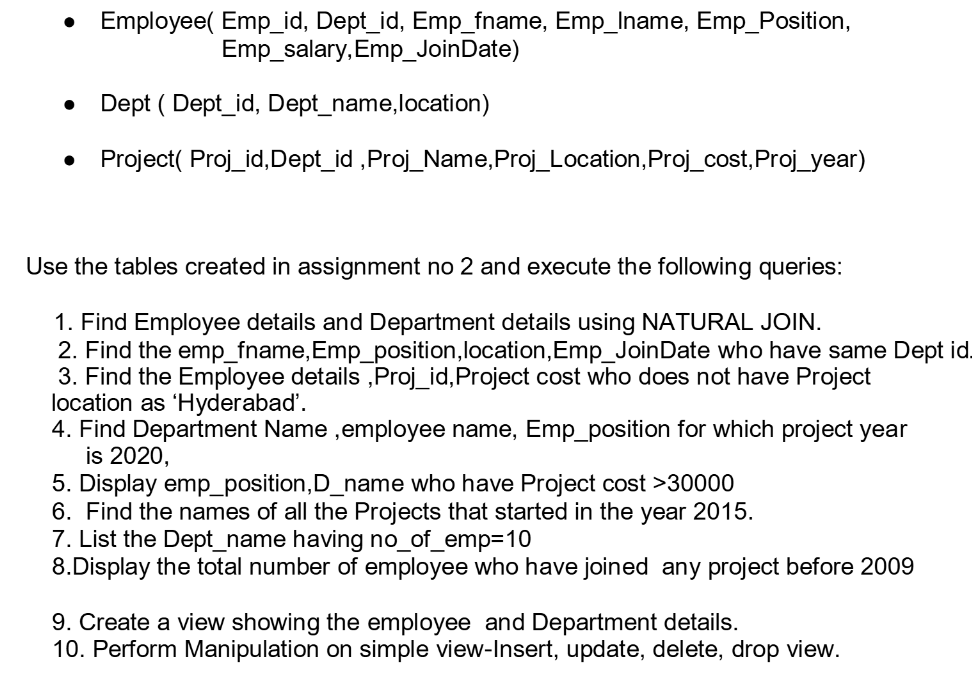 ● Employee( Emp_id, Dept_id, Emp_fname, Emp_lname, Emp_Position,
Emp_salary,Emp_JoinDate)
● Dept ( Dept_id, Dept_name,location)
● Project( Proj_id,Dept_id ,Proj_Name,Proj_Location,Proj_cost,Proj_year)
Use the tables created in assignment no 2 and execute the following queries:
1. Find Employee details and Department details using NATURAL JOIN.
2. Find the emp_fname,Emp_position,location,Emp_JoinDate who have same Dept id.
3. Find the Employee details ,Proj_id,Project cost who does not have Project
location as ‘Hyderabad’.
4. Find Department Name ,employee name, Emp_position for which project year
is 2020,
5. Display emp_position,D_name who have Project cost >30000
6. Find the names of all the Projects that started in the year 2015.
7. List the Dept_name having no_of_emp=10
8.Display the total number of employee who have joined any project before 2009
9. Create a view showing the employee and Department details.
10. Perform Manipulation on simple view-Insert, update, delete, drop view.